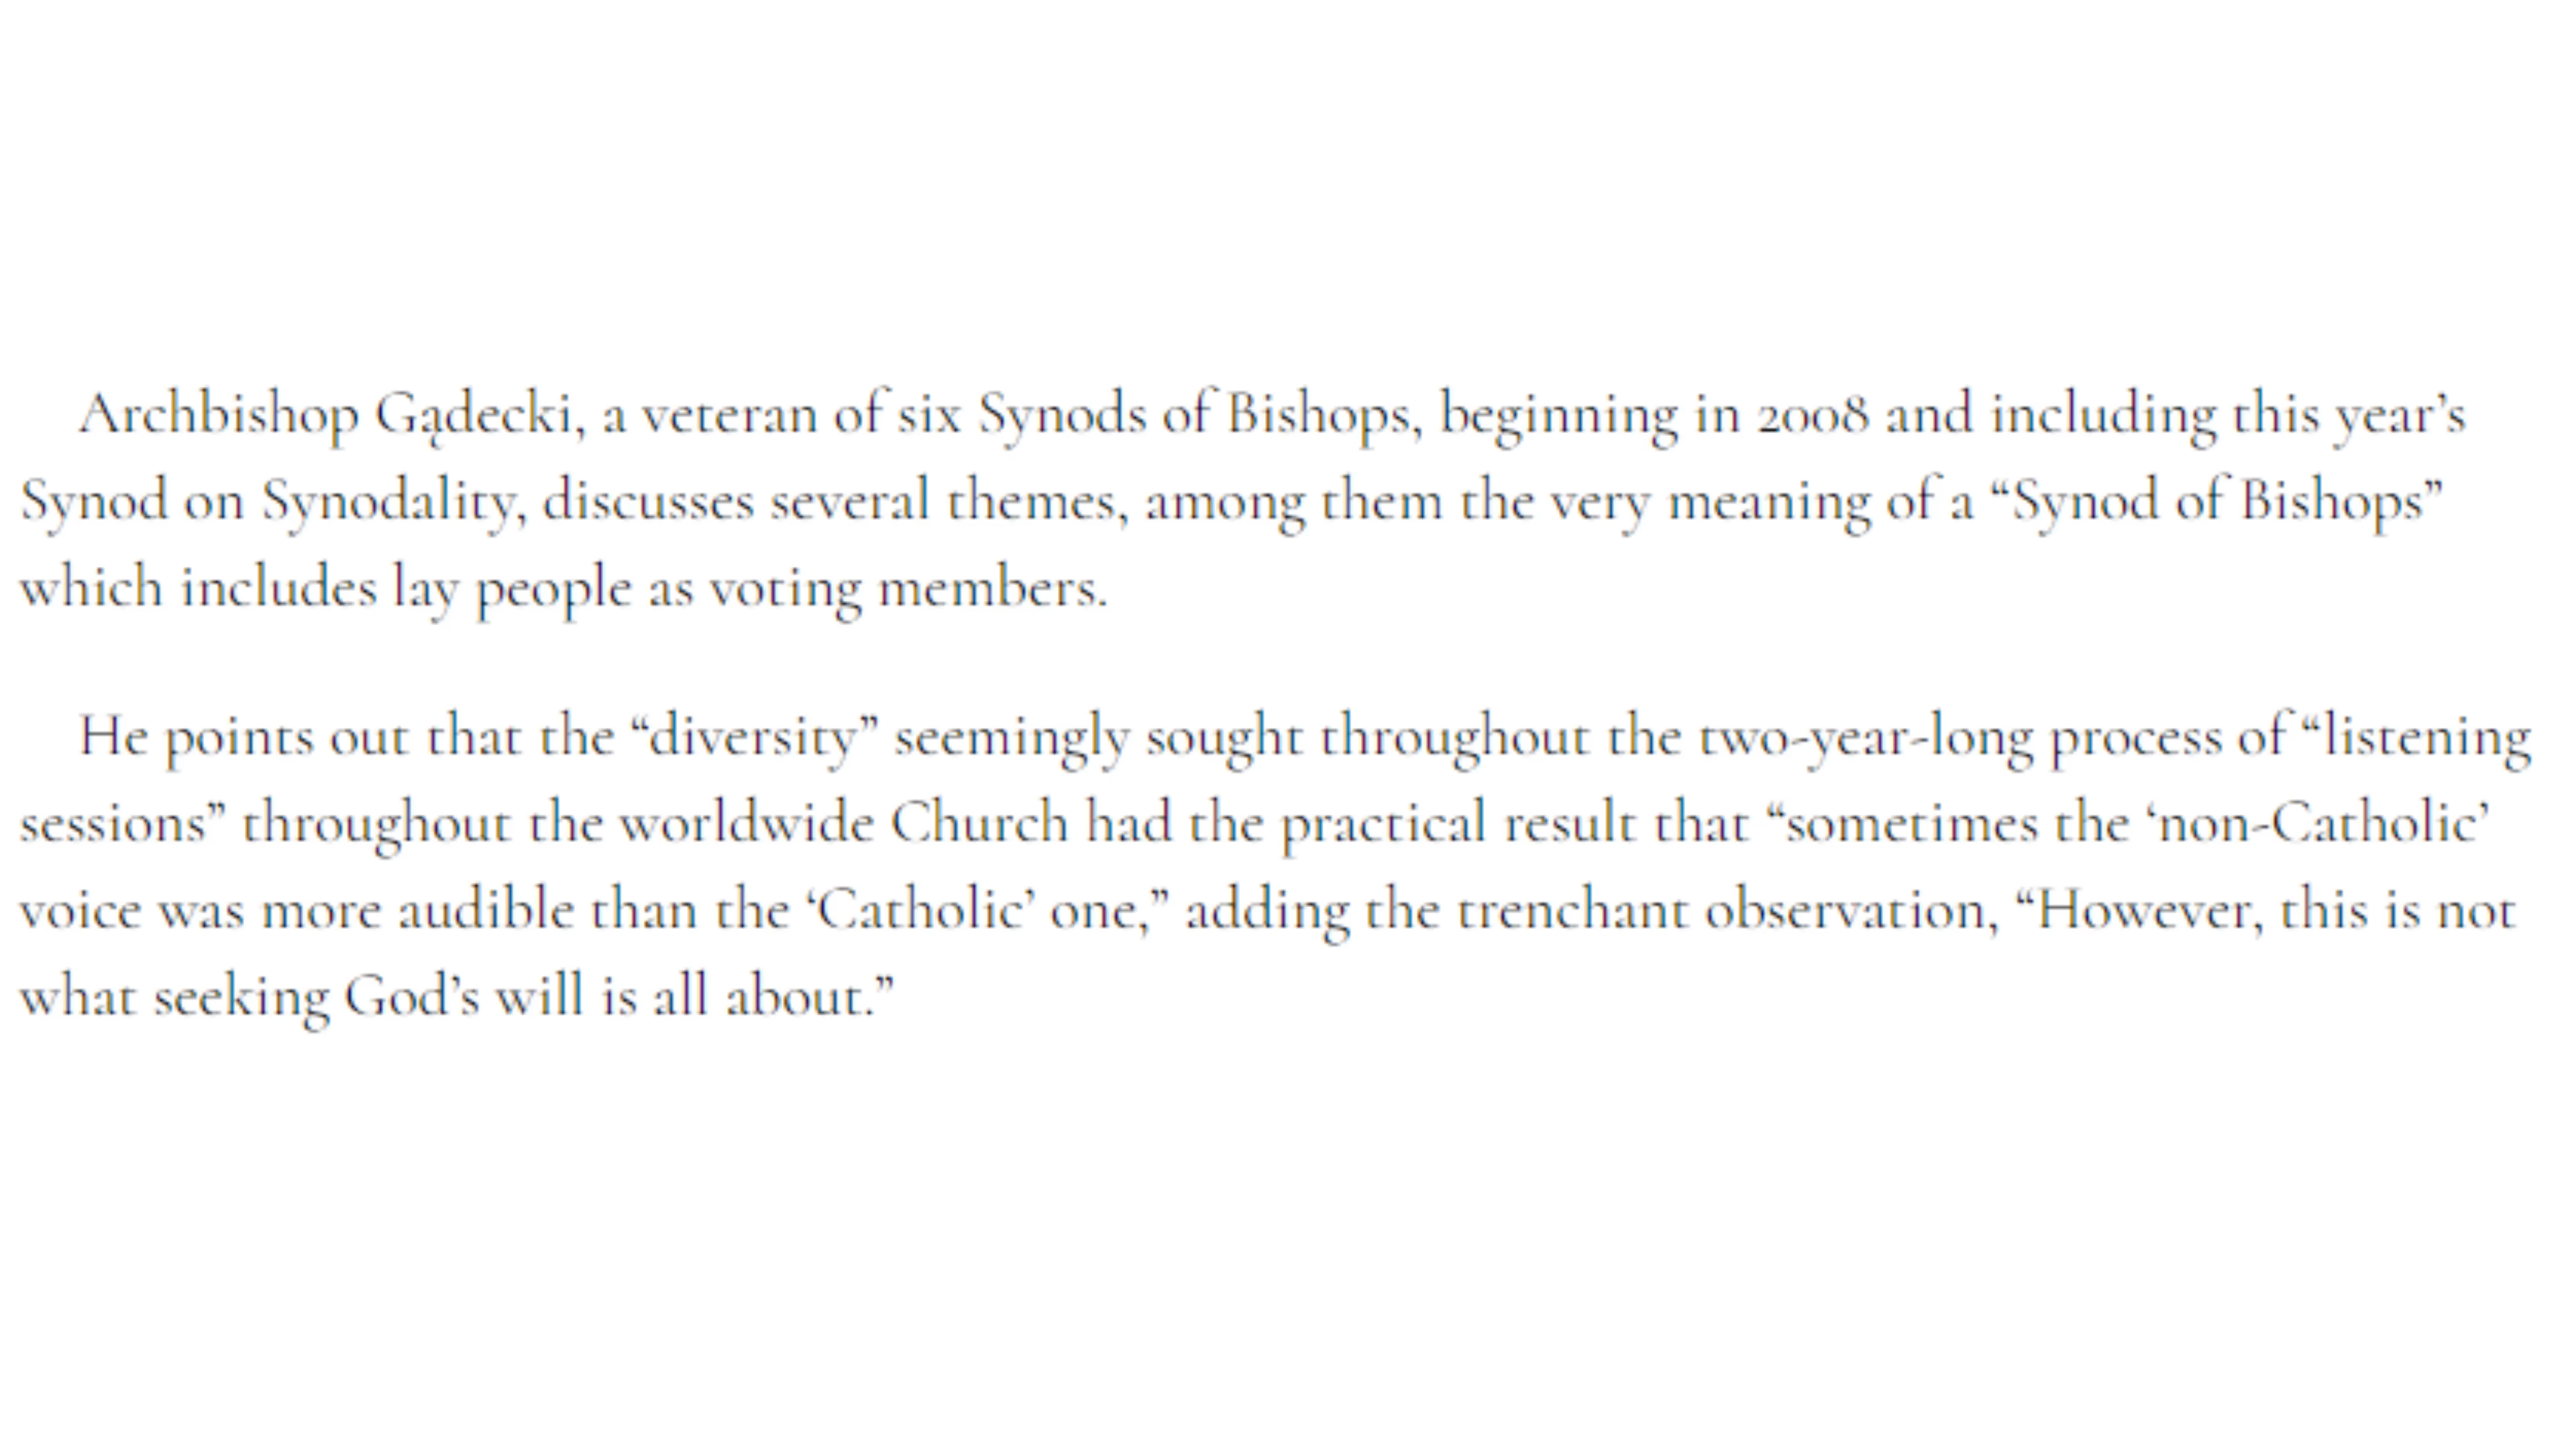 Archbishop Gądecki, a veteran of six Synods of Bishops, beginning in 2008 and including this year’s
Synod on Synodality, discusses several themes, among them the very meaning of a “Synod of Bishops”
which includes lay people as voting members.
He points out that the “diversity” seemingly sought throughout the two-year-long process of “listening
sessions” throughout the worldwide Church had the practical result that “sometimes the ‘non-Catholic’
voice was more audible than the ‘Catholic’ one,” adding the trenchant observation, “However, this is not
what seeking God’s will is all about.”